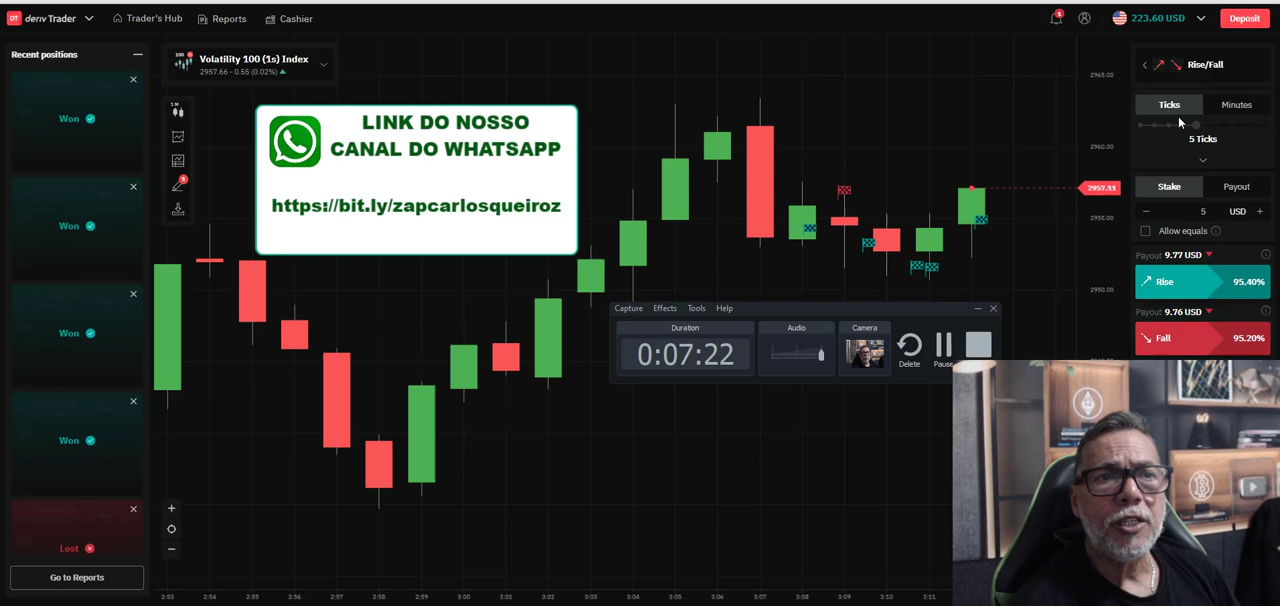 DT deriv Trader
Trader's Hub
Reports
Cashier
1
223.60 USD
Deposit
Recent positions
Won
Won
Won
Won
Lost
Go to Reports
100
Volatility 100 (1s) Index
2957.66 - 0.55 (0.02%)
1M
1
LINK DO NOSSO
CANAL DO WHATSAPP
https://bit.ly/zapcarlosqueiroz
Capture Effects Tools Help
Duration
0:07:22
Audio
Camera
Delete
Pause
2965.00
2960.00
2957.11
2955.00
2950.00
Rise/Fall
Ticks Minutes
5 Ticks
Stake Payout
5 USD
Allow equals
Payout 9.77 USD
Rise 95.40%
Payout 9.76 USD
Fall 95.20%
2:53 2:54 2:55 2:56 2:57 2:58 2:59 3:00 3:01 3:02 3:03 3:04 3:05 3:06 3:07 3:08 3:09 3:10 3:11